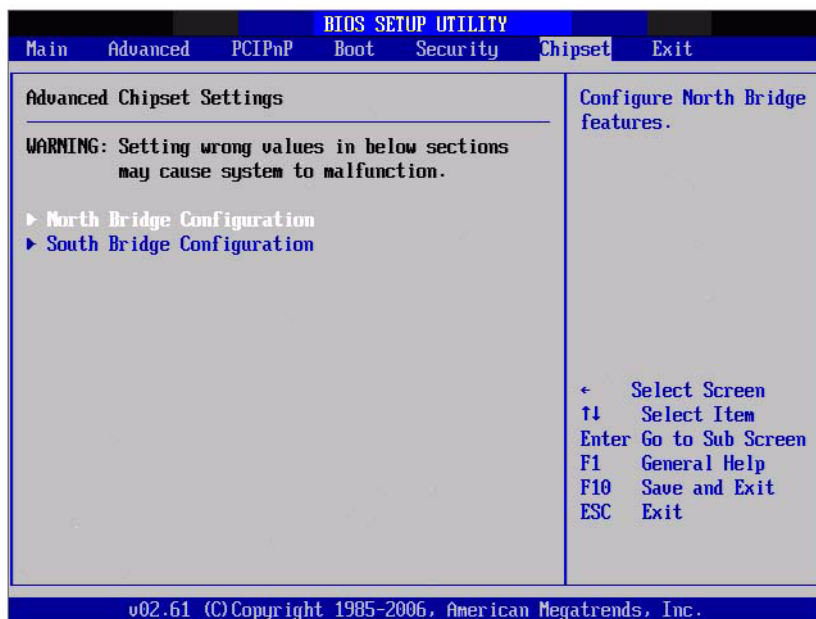 BIOS SETUP UTILITY
Main Advanced PCIPnP Boot Security Chipset Exit
Advanced Chipset Settings
WARNING: Setting wrong values in below sections
may cause system to malfunction.
▶ North Bridge Configuration
▶ South Bridge Configuration
Configure North Bridge
features.
← Select Screen
↑↓ Select Item
Enter Go to Sub Screen
F1 General Help
F10 Save and Exit
ESC Exit
v02.61 (C)Copyright 1985-2006, American Megatrends, Inc.